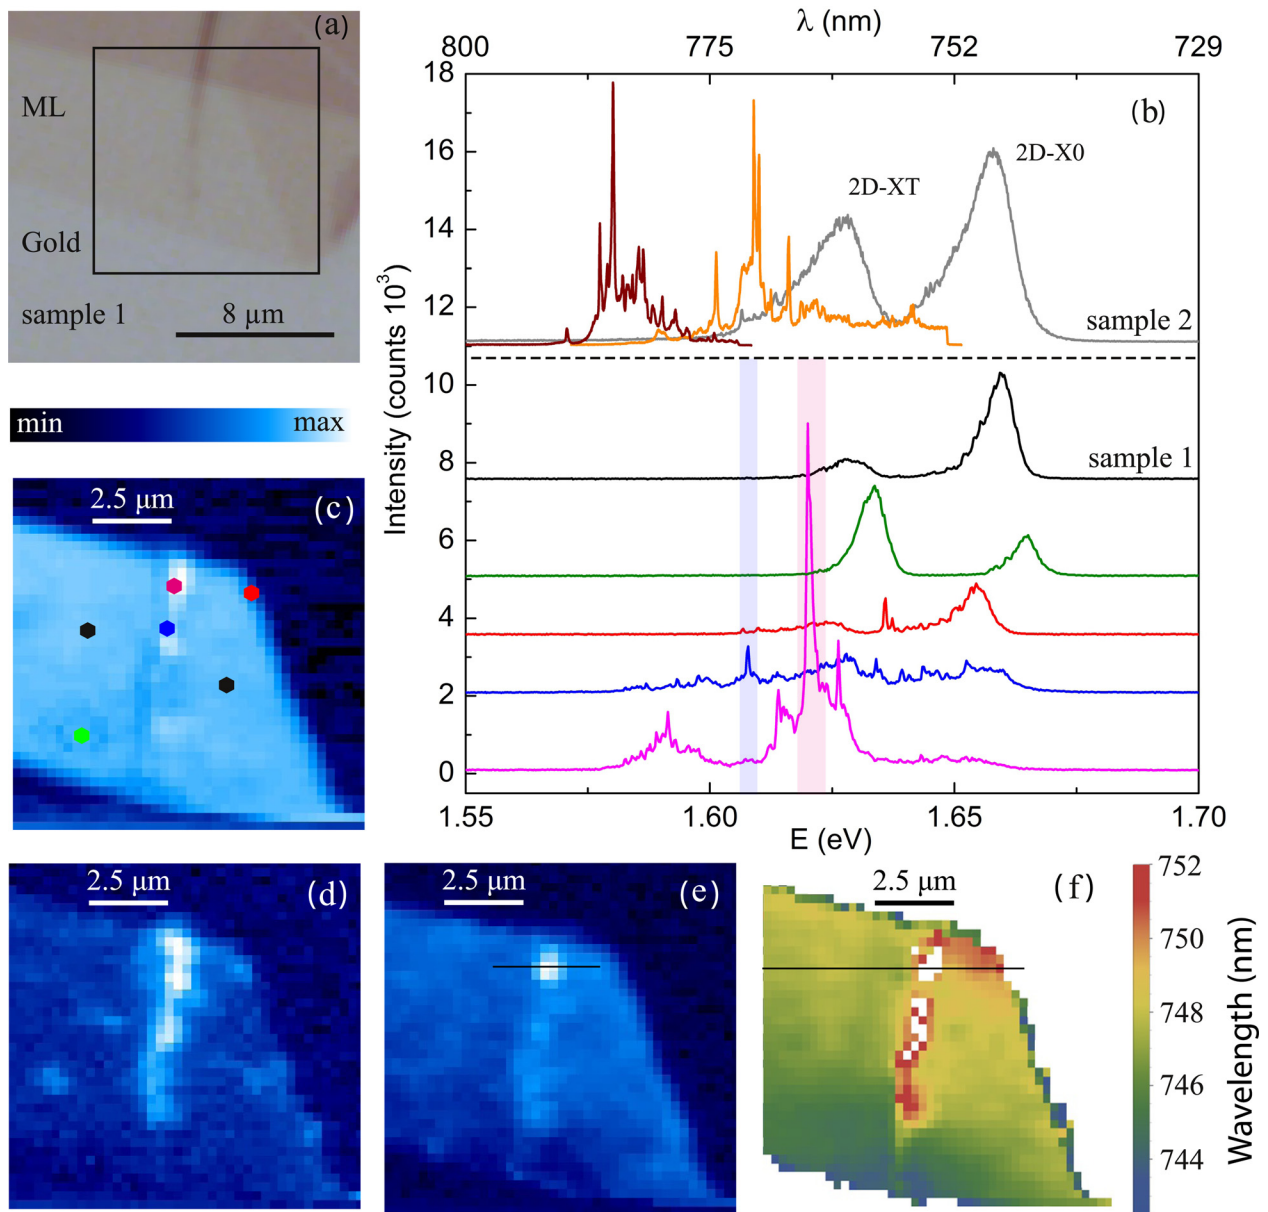 (a)
ML
Gold
sample 1
8 µm
min
max
2.5 µm
(c)
λ (nm)
800
775
752
729
18
16
14
12
10
8
6
4
2
0
Intensity (counts 10³)
(b)
2D-XT
2D-X0
sample 2
sample 1
1.55
1.60
1.65
1.70
E (eV)
2.5 µm
(d)
2.5 µm
(e)
2.5 µm
(f)
752
750
748
746
744
Wavelength (nm)